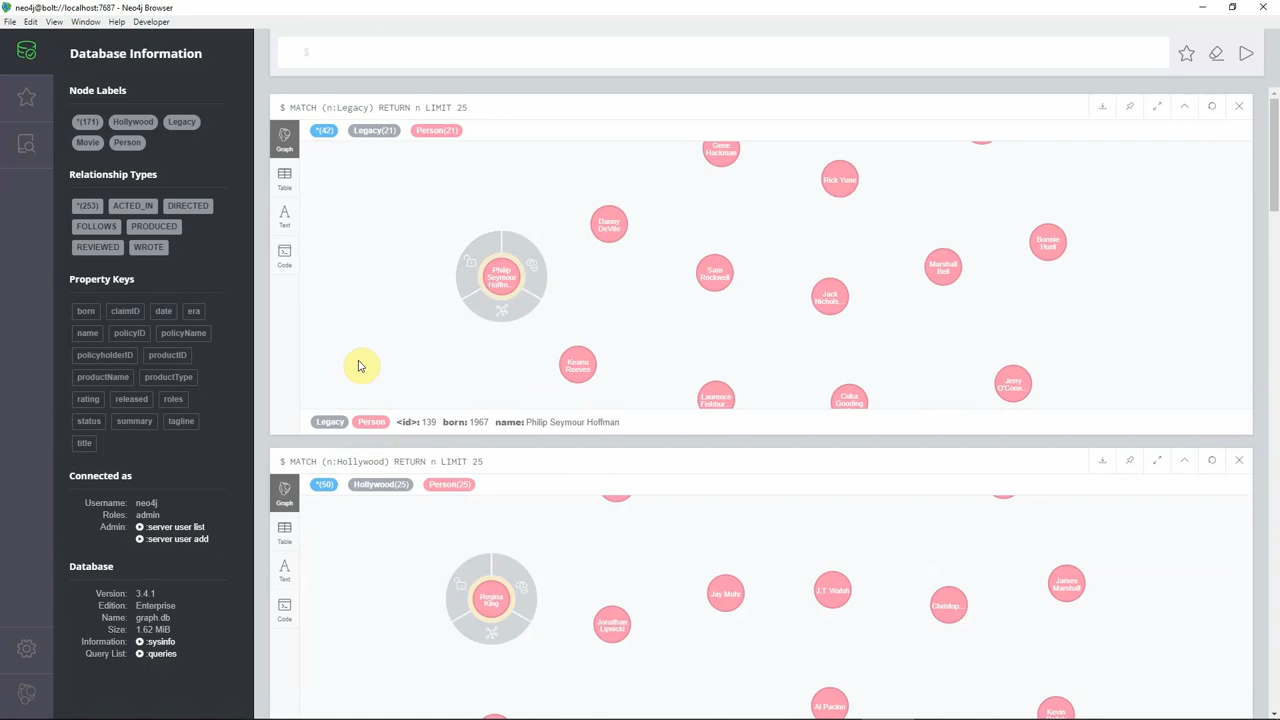 neo4j@bolt://localhost:7687 - Neo4j Browser
File Edit View Window Help Developer
Database Information
Node Labels
*(171) Hollywood Legacy
Movie Person
Relationship Types
*(253) ACTED_IN DIRECTED
FOLLOWS PRODUCED
REVIEWED WROTE
Property Keys
born claimID date era
name policyID policyName
policyholderID productID
productName productType
rating released roles
status summary tagline
title
Connected as
Username: neo4j
Roles: admin
Admin: :server user list
:server user add
Database
Version: 3.4.1
Edition: Enterprise
Name: graph.db
Size: 1.62 MiB
Information: :sysinfo
Query List: :queries
$
$ MATCH (n:Legacy) RETURN n LIMIT 25
*(42) Legacy(21) Person(21)
Graph
Table
Text
Code
Gene
Hackman
Rick Yune
Danny
DeVito
Bonnie
Hunt
Philip
Seymour
Hoffm...
Sam
Rockwell
Marshall
Bell
Jack
Nichols...
Keanu
Reeves
Laurence
Fishbur...
Cuba
Gooding
Jerry
O'Conn...
Legacy Person <id>: 139 born: 1967 name: Philip Seymour Hoffman
$ MATCH (n:Hollywood) RETURN n LIMIT 25
*(50) Hollywood(25) Person(25)
Graph
Table
Text
Code
Regina
King
Jonathan
Lipnicki
Jay Mohr
J.T. Walsh
Christop...
James
Marshall
Al Pacino
Kevin